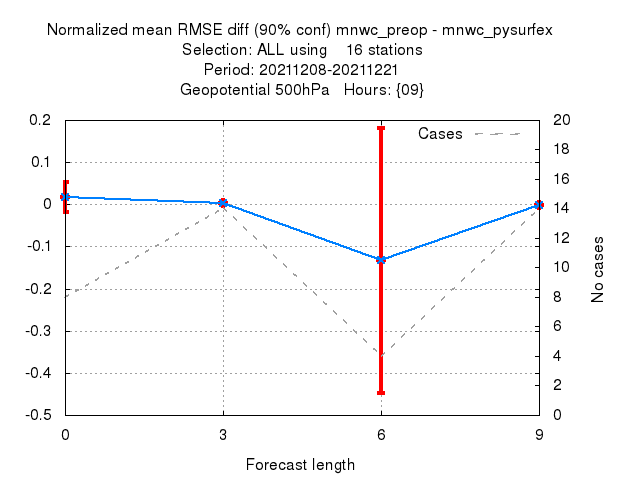 Normalized mean RMSE diff (90% conf) mnwc_preop - mnwc_pysurfex
Selection: ALL using 16 stations
Period: 20211208-20211221
Geopotential 500hPa Hours: {09}
Cases
0.2
0.1
0
-0.1
-0.2
-0.3
-0.4
-0.5
20
18
16
14
12
10
8
6
4
2
0
No cases
0 3 6 9
Forecast length